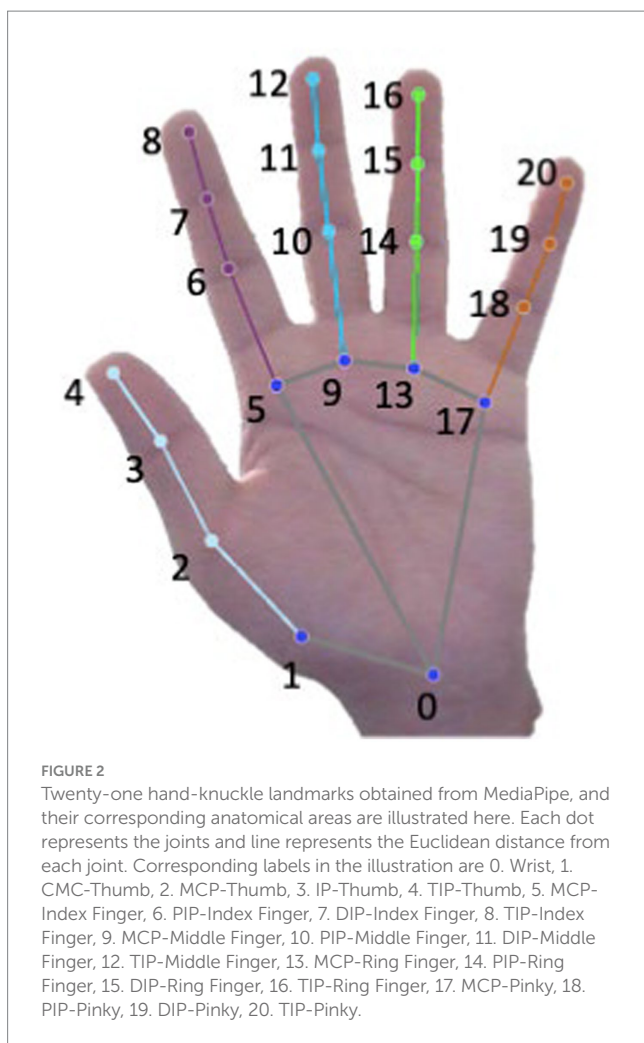 12
16
8
11
15
20
7
10
14
19
6
18
4
5
9
13
17
3
2
1
0
FIGURE 2
Twenty-one hand-knuckle landmarks obtained from MediaPipe, and
their corresponding anatomical areas are illustrated here. Each dot
represents the joints and line represents the Euclidean distance from
each joint. Corresponding labels in the illustration are 0. Wrist, 1.
CMC-Thumb, 2. MCP-Thumb, 3. IP-Thumb, 4. TIP-Thumb, 5. MCP-
Index Finger, 6. PIP-Index Finger, 7. DIP-Index Finger, 8. TIP-Index
Finger, 9. MCP-Middle Finger, 10. PIP-Middle Finger, 11. DIP-Middle
Finger, 12. TIP-Middle Finger, 13. MCP-Ring Finger, 14. PIP-Ring
Finger, 15. DIP-Ring Finger, 16. TIP-Ring Finger, 17. MCP-Pinky, 18.
PIP-Pinky, 19. DIP-Pinky, 20. TIP-Pinky.